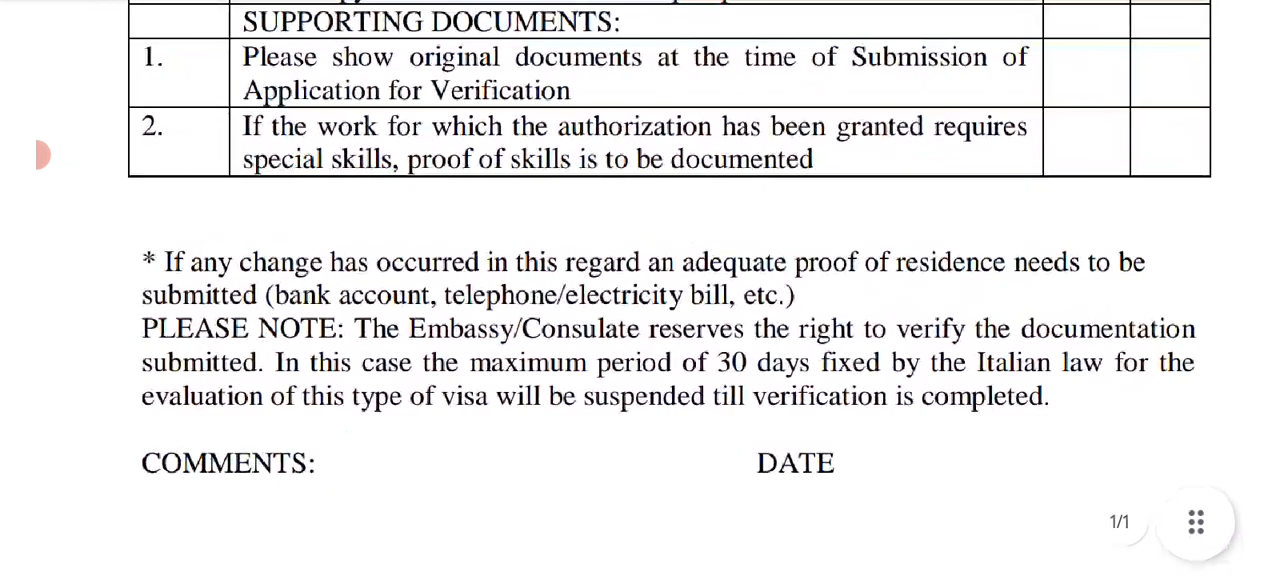 SUPPORTING DOCUMENTS:
1. Please show original documents at the time of Submission of
Application for Verification
2. If the work for which the authorization has been granted requires
special skills, proof of skills is to be documented
* If any change has occurred in this regard an adequate proof of residence needs to be
submitted (bank account, telephone/electricity bill, etc.)
PLEASE NOTE: The Embassy/Consulate reserves the right to verify the documentation
submitted. In this case the maximum period of 30 days fixed by the Italian law for the
evaluation of this type of visa will be suspended till verification is completed.
COMMENTS: DATE
1/1